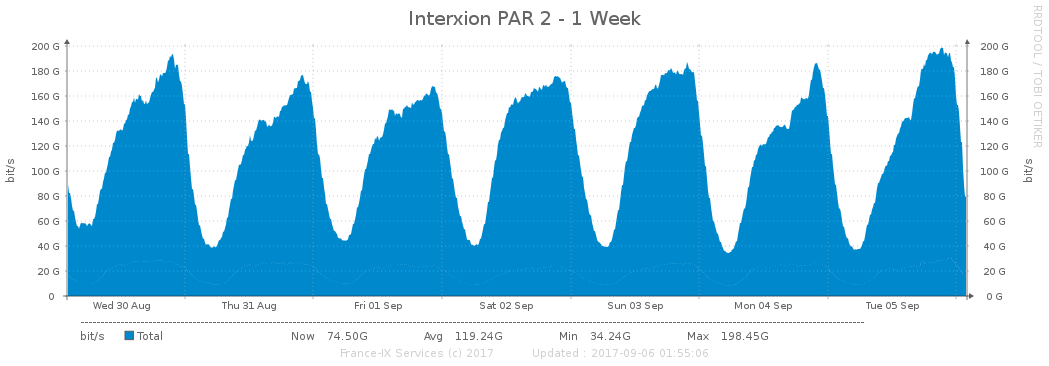 Interxion PAR 2 - 1 Week
RRDTOOL / TOBI OETIKER
bit/s
200 G
180 G
160 G
140 G
120 G
100 G
80 G
60 G
40 G
20 G
0
200 G
180 G
160 G
140 G
120 G
100 G
80 G
60 G
40 G
20 G
0 G
bit/s
Wed 30 Aug Thu 31 Aug Fri 01 Sep Sat 02 Sep Sun 03 Sep Mon 04 Sep Tue 05 Sep
bit/s Total Now 74.50G Avg 119.24G Min 34.24G Max 198.45G
France-IX Services (c) 2017 Updated : 2017-09-06 01:55:06